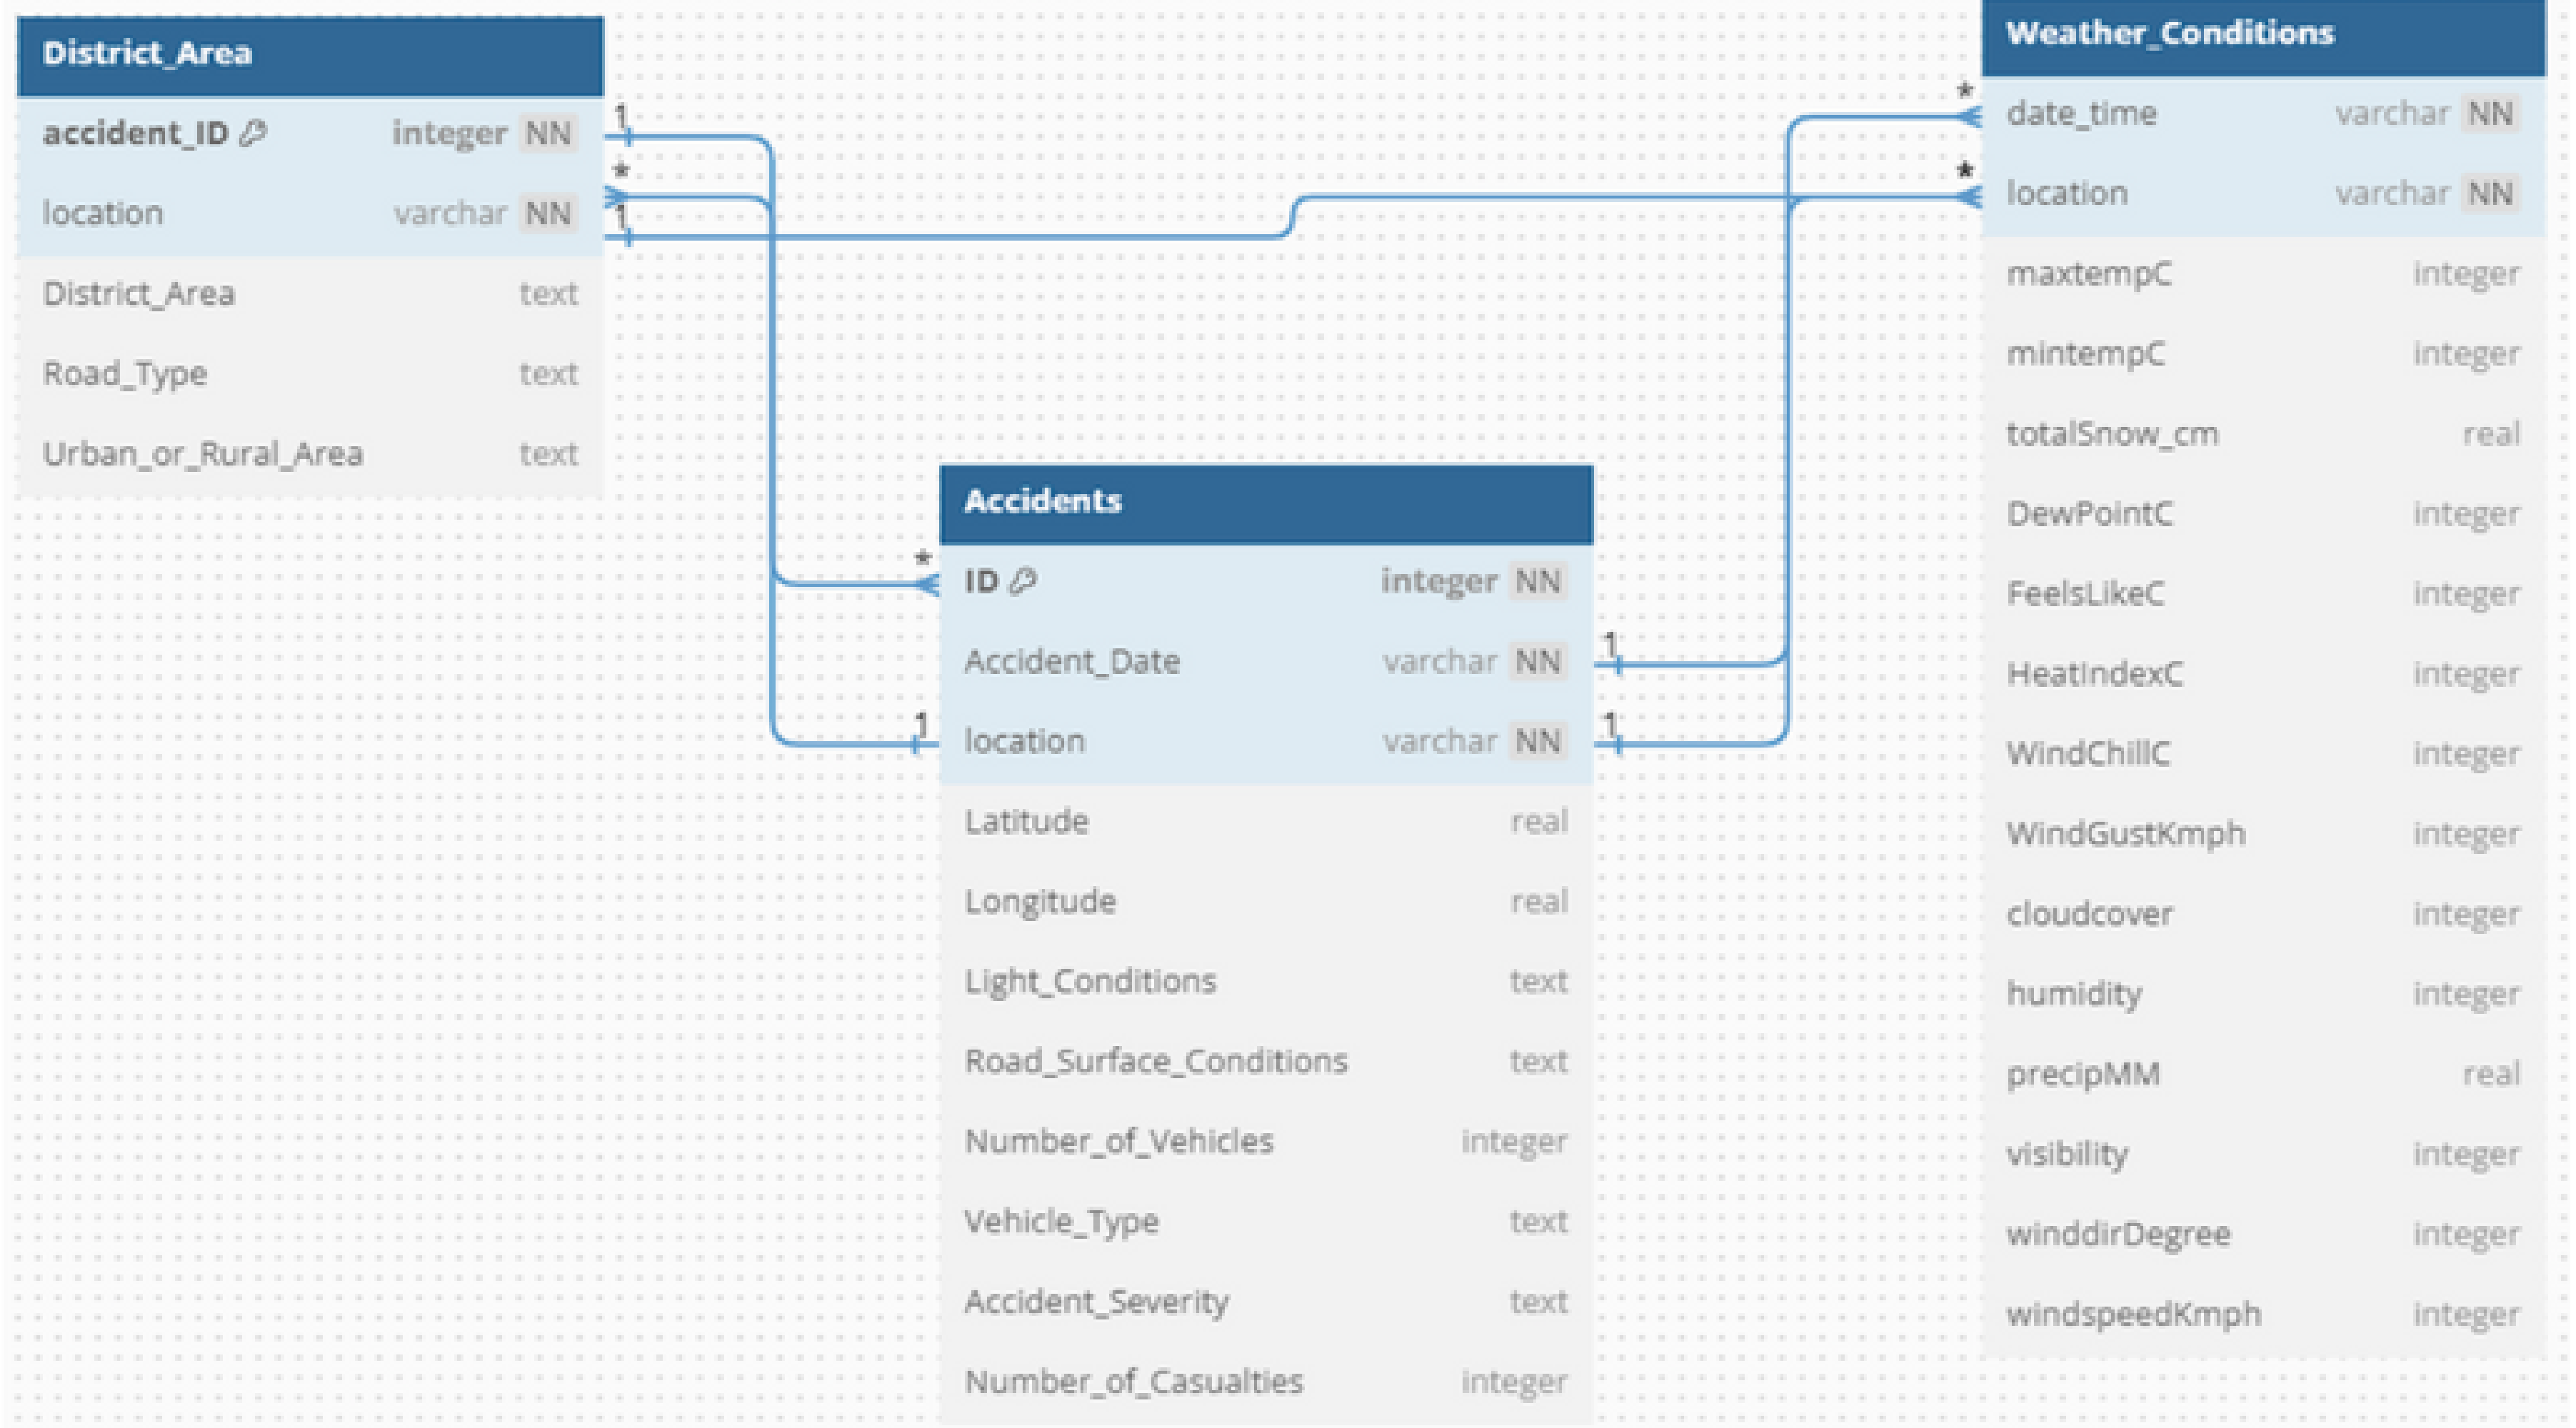 District_Area
accident_ID integer NN
location varchar NN
District_Area text
Road_Type text
Urban_or_Rural_Area text
1
*
1
Accidents
*
ID integer NN
Accident_Date varchar NN
1
1
location varchar NN
1
Latitude real
Longitude real
Light_Conditions text
Road_Surface_Conditions text
Number_of_Vehicles integer
Vehicle_Type text
Accident_Severity text
Number_of_Casualties integer
Weather_Conditions
*
date_time varchar NN
*
location varchar NN
maxtempC integer
mintempC integer
totalSnow_cm real
DewPointC integer
FeelsLikeC integer
HeatIndexC integer
WindChillC integer
WindGustKmph integer
cloudcover integer
humidity integer
precipMM real
visibility integer
winddirDegree integer
windspeedKmph integer